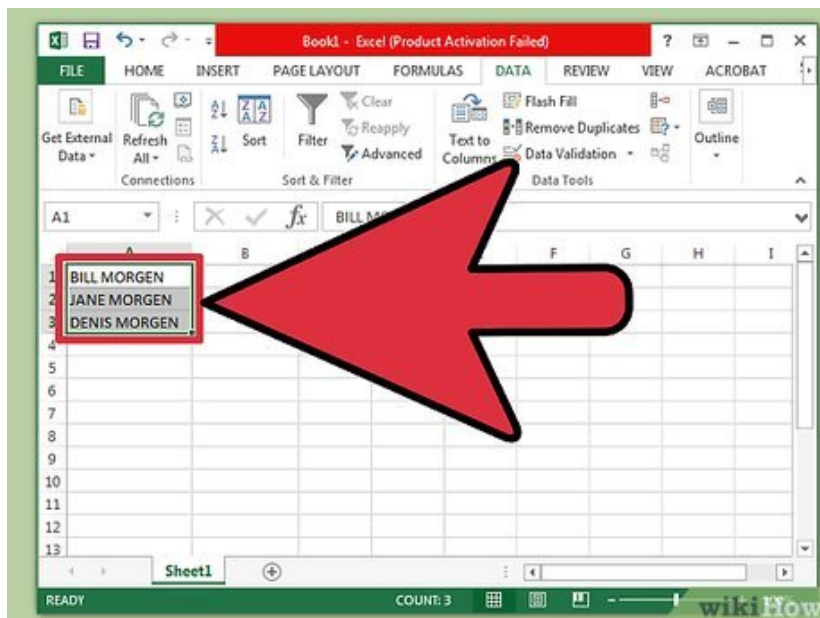 Book1 - Excel (Product Activation Failed)
FILE HOME INSERT PAGE LAYOUT FORMULAS DATA REVIEW VIEW ACROBAT
Get External Data
Refresh All
Connections
Sort
Filter
Clear
Reapply
Advanced
Sort & Filter
Text to Columns
Flash Fill
Remove Duplicates
Data Validation
Data Tools
Outline
A1 fx BILL
A B F G H I
1 BILL MORGEN
2 JANE MORGEN
3 DENIS MORGEN
4
5
6
7
8
9
10
11
12
13
Sheet1
READY COUNT: 3
wikiHow